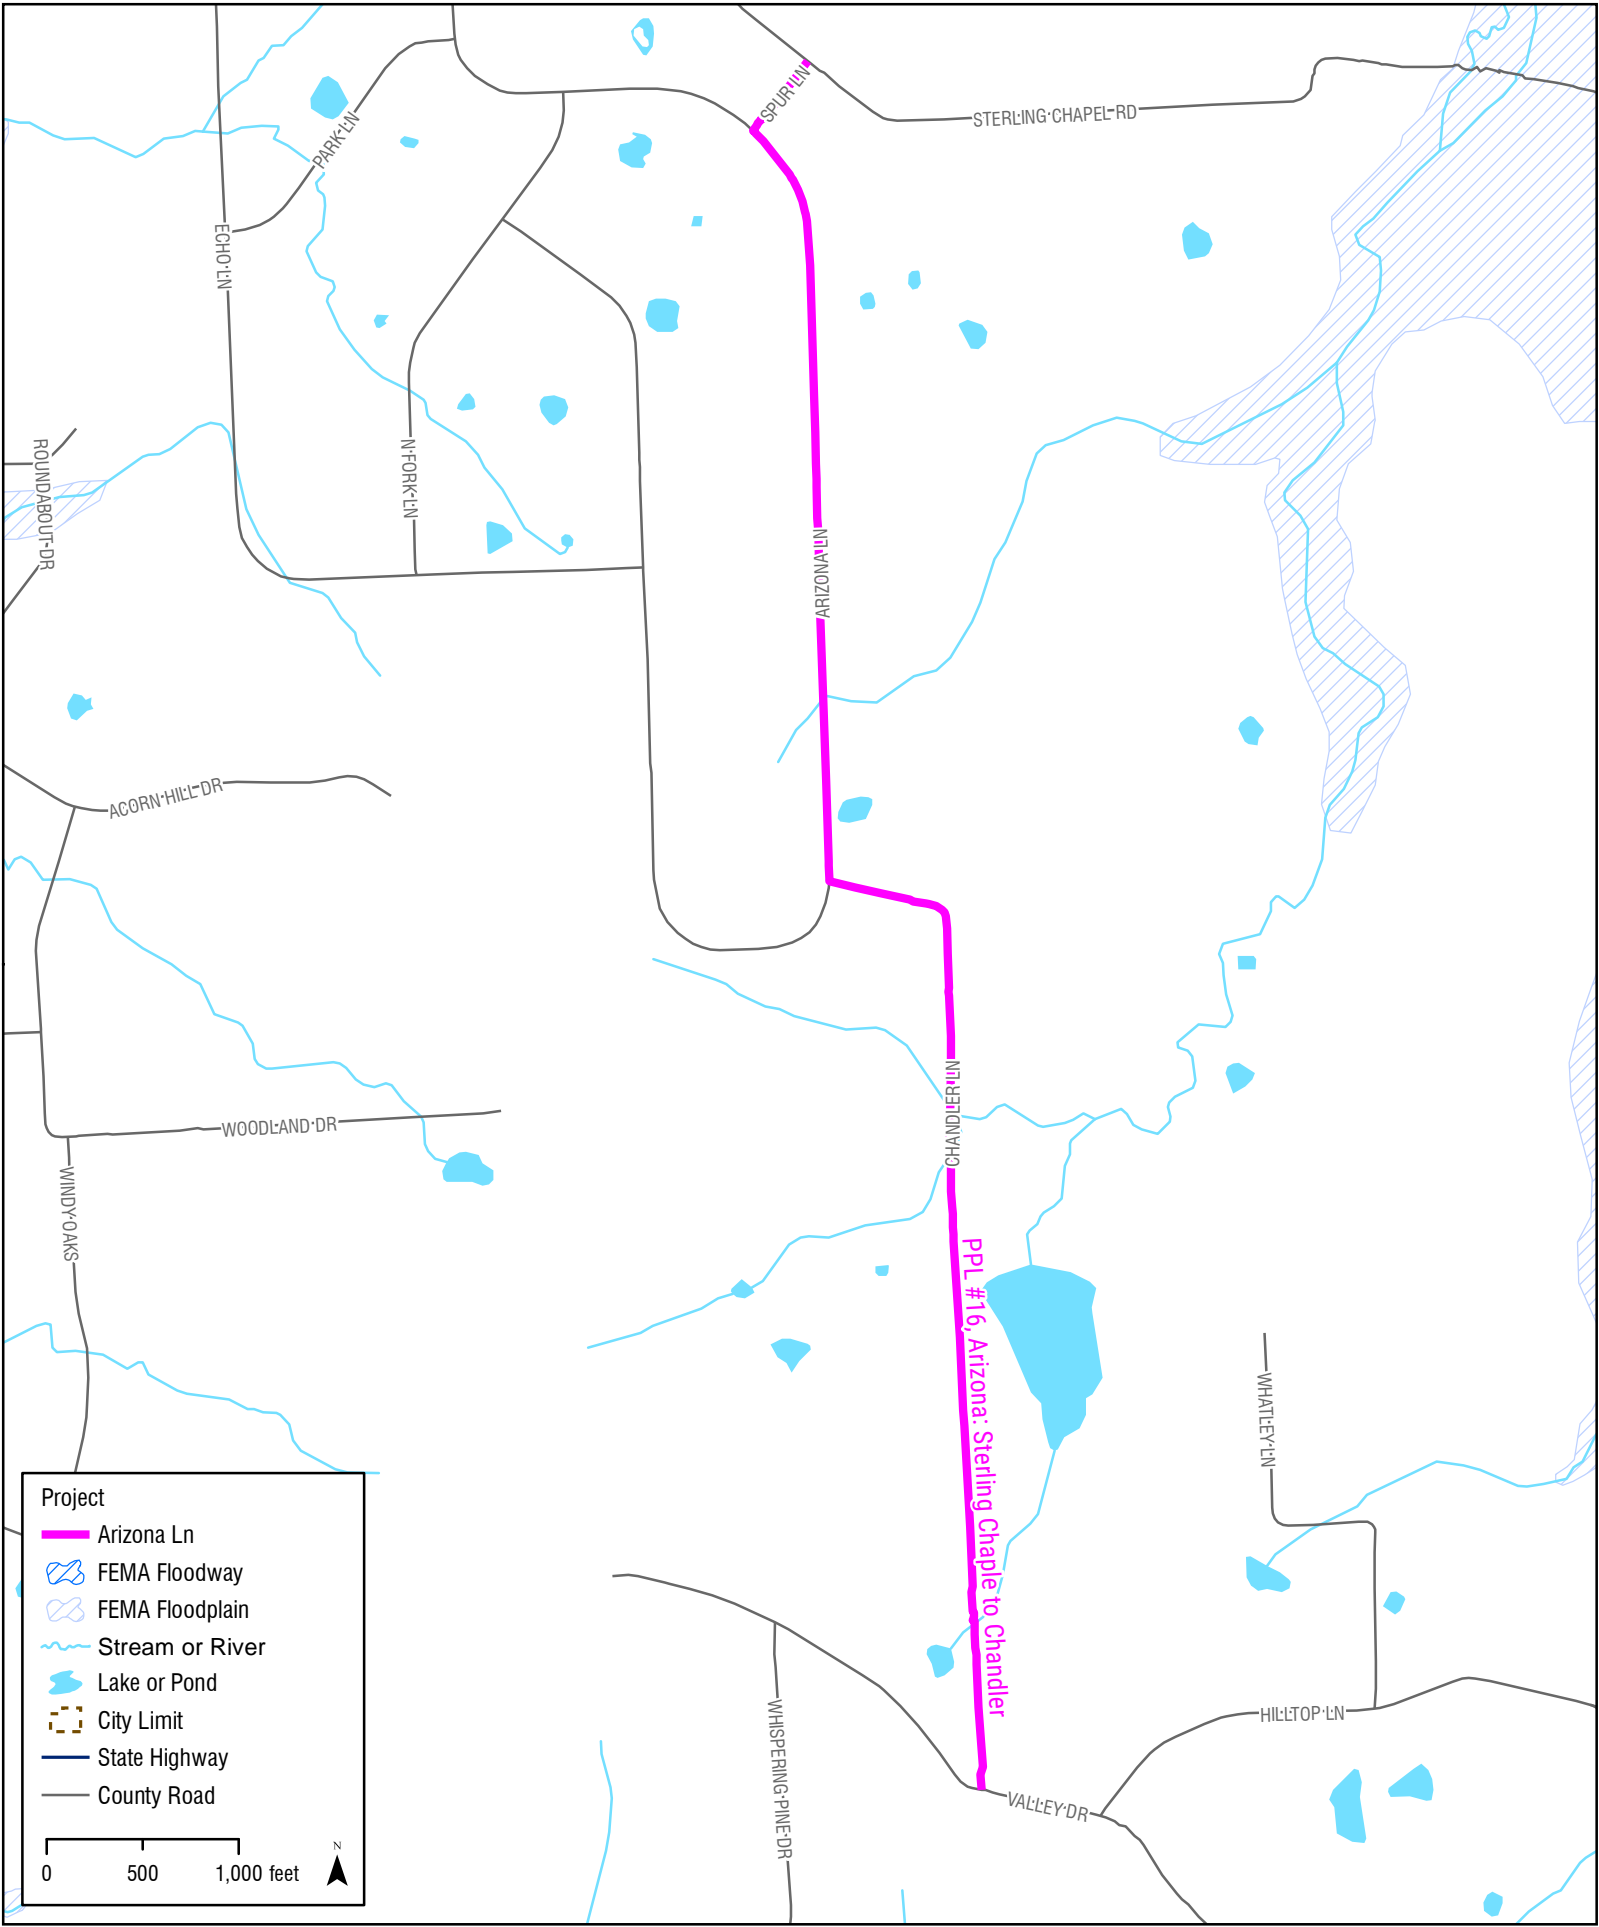 SPUR LN
STERLING CHAPEL RD
PARK LN
ECHO LN
N FORK LN
ROUNDABOUT DR
ARIZONA LN
ACORN HILL DR
CHANDLER LN
WOODLAND DR
WINDY OAKS
PPL #16, Arizona: Sterling Chaple to Chandler
WHATLEY LN
WHISPERING PINE DR
HILLTOP LN
VALLEY DR
Project
Arizona Ln
FEMA Floodway
FEMA Floodplain
Stream or River
Lake or Pond
City Limit
State Highway
County Road
N
0 500 1,000 feet